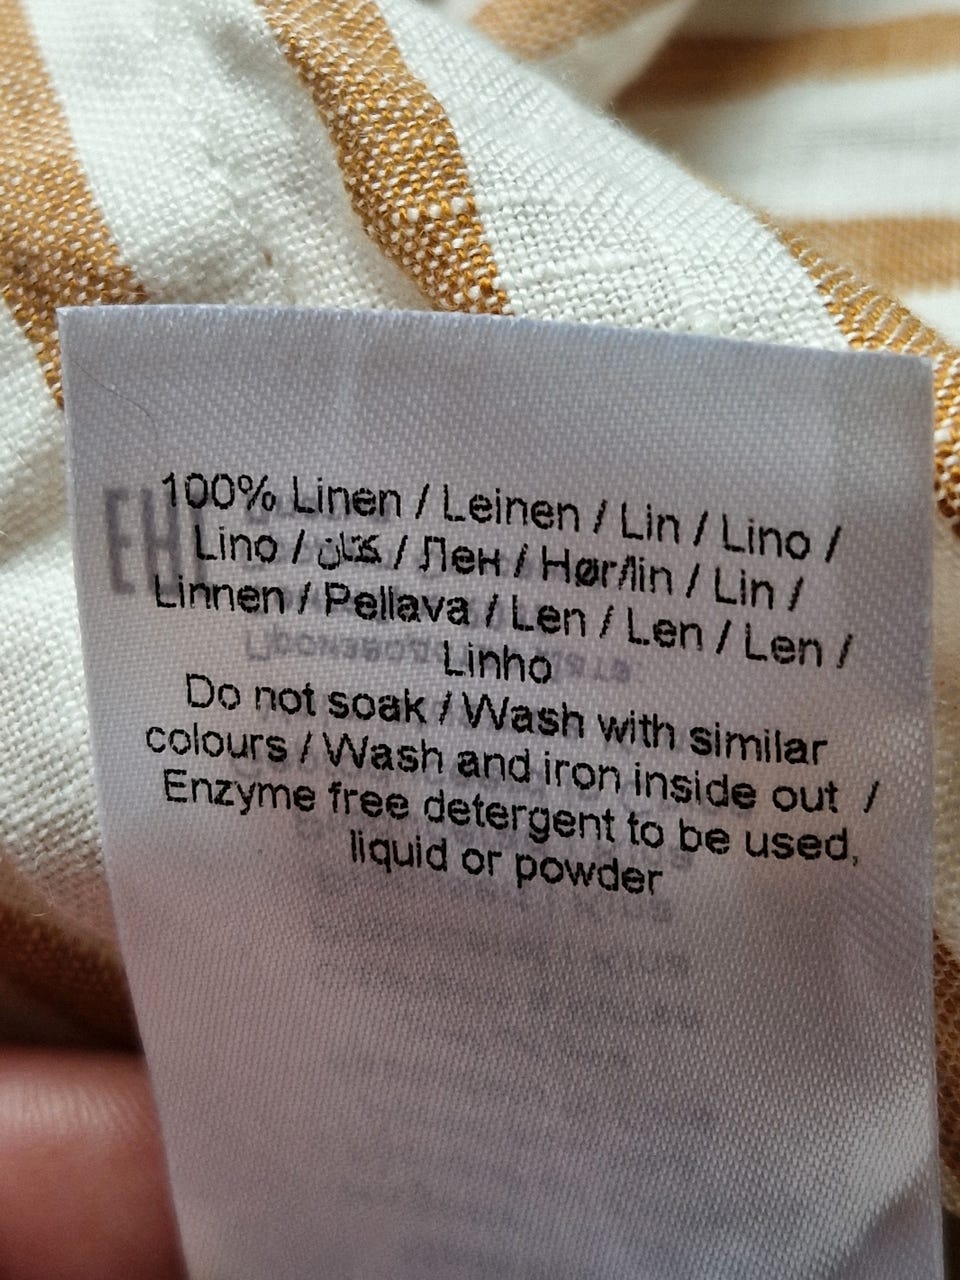 100% Linen / Leinen / Lin / Lino /
Lino / كتان / Лен / Hør/lin / Lin /
Linnen / Pellava / Len / Len / Len /
Linho
Do not soak / Wash with similar
colours / Wash and iron inside out /
Enzyme free detergent to be used,
liquid or powder